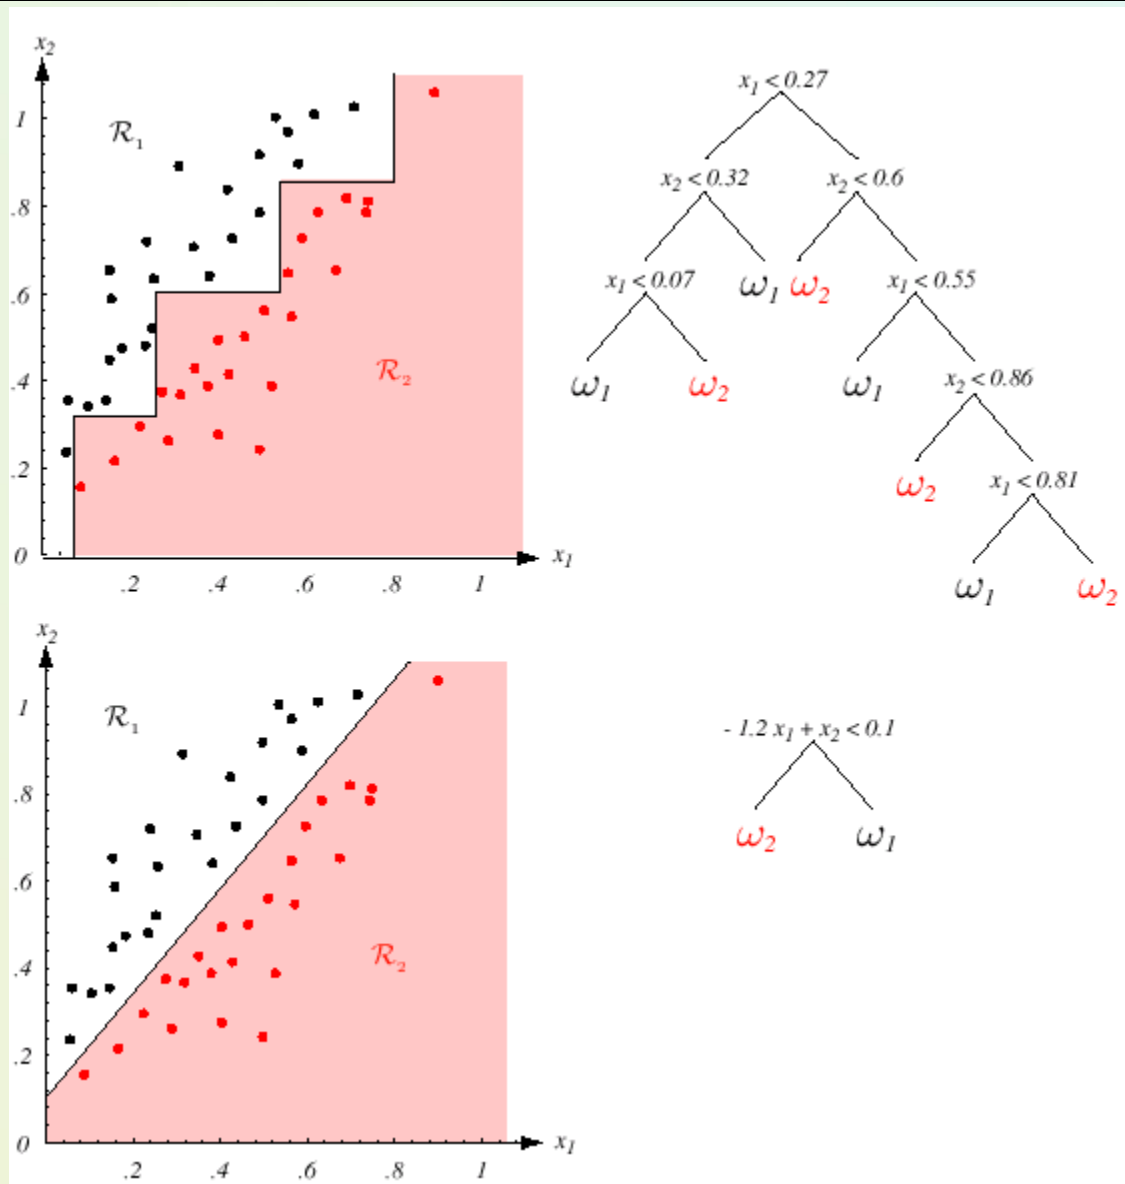 x₂
1
.8
.6
.4
.2
0
R₁
R₂
.2 .4 .6 .8 1
x₁
x₁ < 0.27
x₂ < 0.32 x₂ < 0.6
x₁ < 0.07 ω₁ ω₂ x₁ < 0.55
ω₁ ω₂ ω₁ x₂ < 0.86
ω₂ x₁ < 0.81
ω₁ ω₂
x₂
1
.8
.6
.4
.2
0
R₁
R₂
.2 .4 .6 .8 1
x₁
- 1.2 x₁ + x₂ < 0.1
ω₂ ω₁